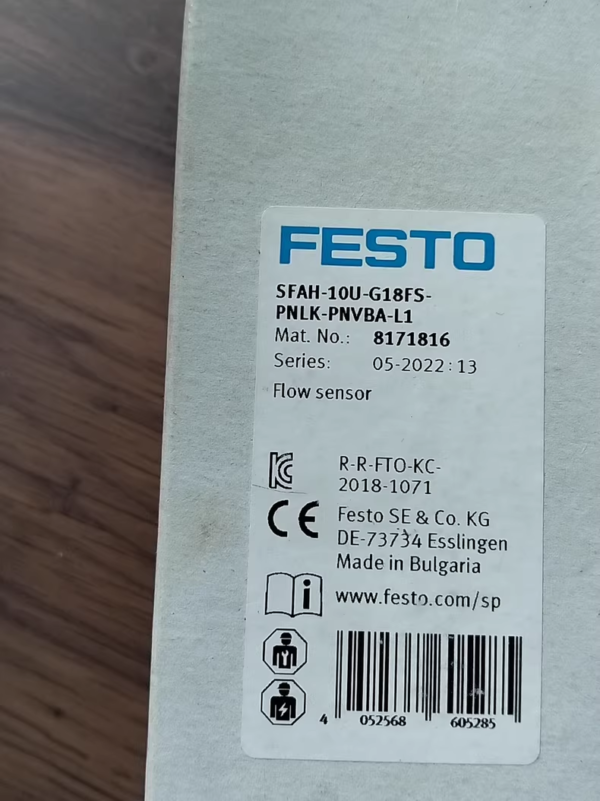 FESTO
SFAH-10U-G18FS-
PNLK-PNVBA-L1
Mat. No.: 8171816
Series: 05-2022:13
Flow sensor
R-R-FTO-KC-
2018-1071
CE Festo SE & Co. KG
DE-73734 Esslingen
Made in Bulgaria
i www.festo.com/sp
4 052568 605285